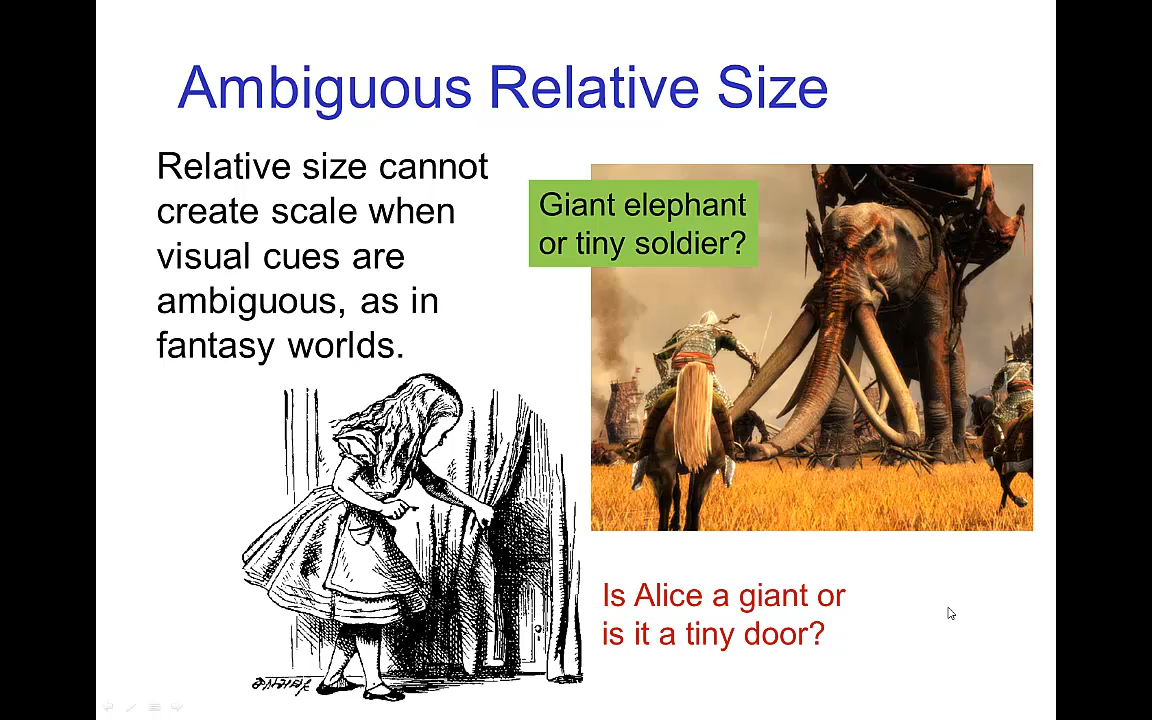 Ambiguous Relative Size
Relative size cannot
create scale when
visual cues are
ambiguous, as in
fantasy worlds.
Giant elephant
or tiny soldier?
Is Alice a giant or
is it a tiny door?